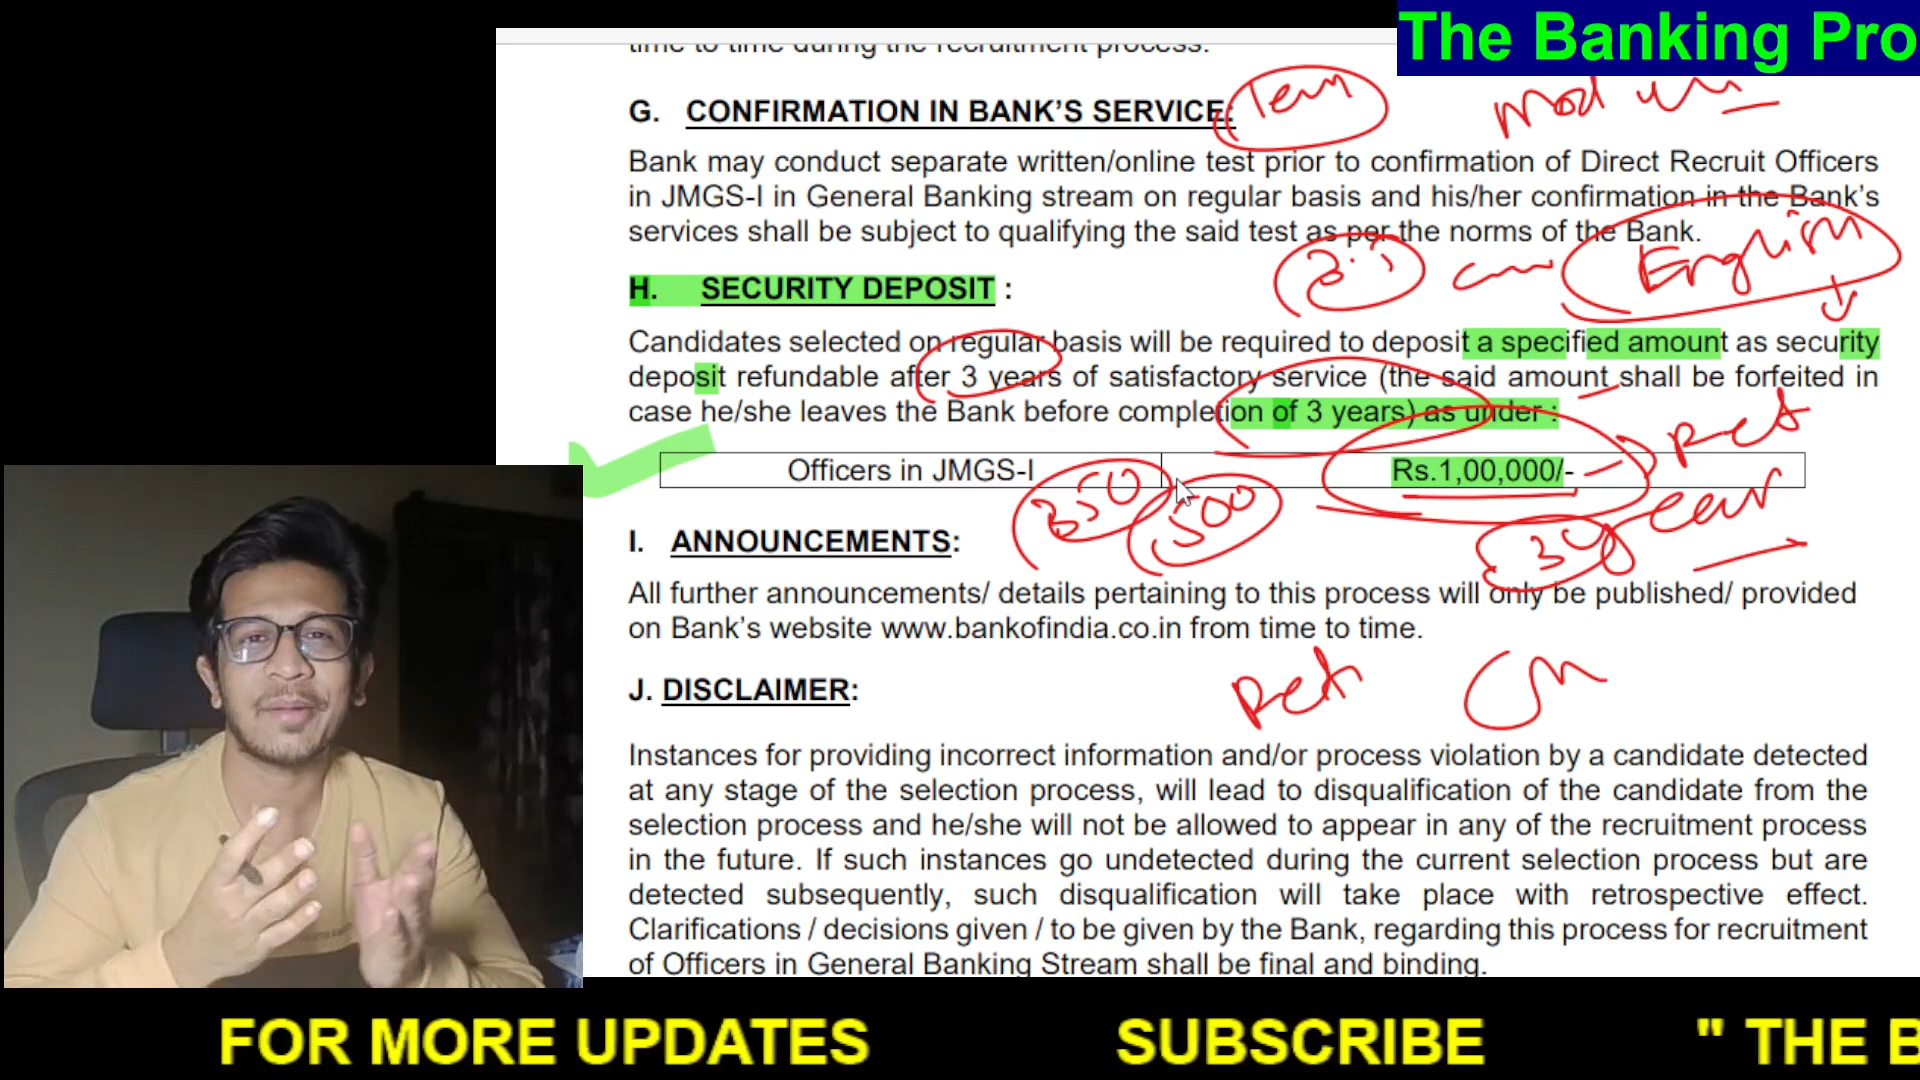 The Banking Pro
time to time during the recruitment process.
G. CONFIRMATION IN BANK'S SERVICE:
Bank may conduct separate written/online test prior to confirmation of Direct Recruit Officers
in JMGS-I in General Banking stream on regular basis and his/her confirmation in the Bank's
services shall be subject to qualifying the said test as per the norms of the Bank.
English
H. SECURITY DEPOSIT :
Candidates selected on regular basis will be required to deposit a specified amount as security
deposit refundable after 3 years of satisfactory service (the said amount shall be forfeited in
case he/she leaves the Bank before completion of 3 years) as under :
Officers in JMGS-I Rs.1,00,000/-
350 500
3 year
I. ANNOUNCEMENTS:
All further announcements/ details pertaining to this process will only be published/ provided
on Bank's website www.bankofindia.co.in from time to time.
J. DISCLAIMER:
Instances for providing incorrect information and/or process violation by a candidate detected
at any stage of the selection process, will lead to disqualification of the candidate from the
selection process and he/she will not be allowed to appear in any of the recruitment process
in the future. If such instances go undetected during the current selection process but are
detected subsequently, such disqualification will take place with retrospective effect.
Clarifications / decisions given / to be given by the Bank, regarding this process for recruitment
of Officers in General Banking Stream shall be final and binding.
FOR MORE UPDATES SUBSCRIBE " THE B